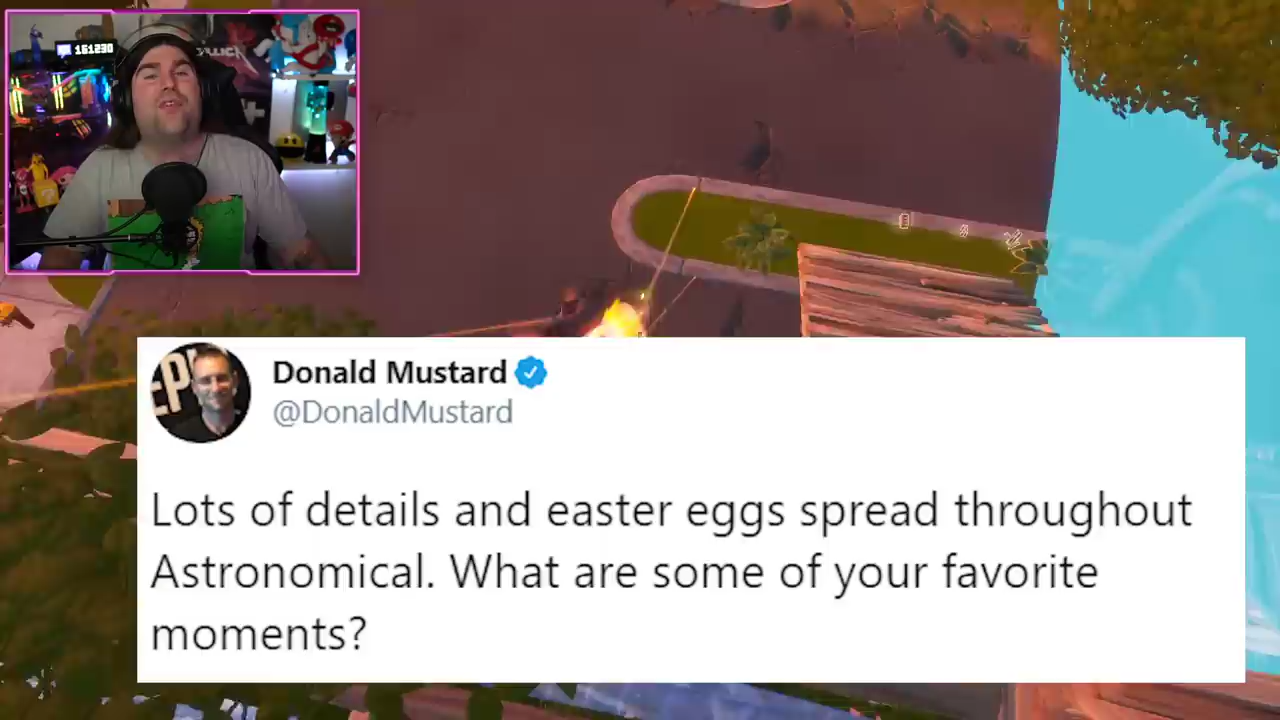 161230
Donald Mustard
@DonaldMustard
Lots of details and easter eggs spread throughout
Astronomical. What are some of your favorite
moments?